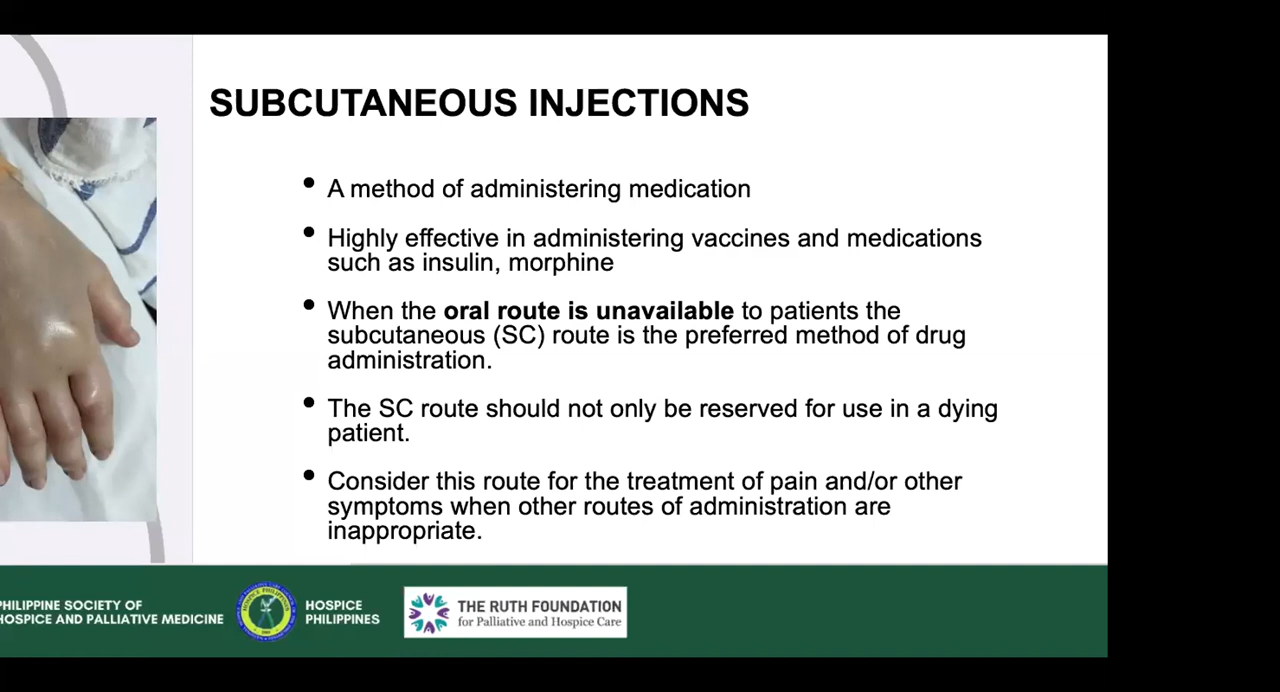 SUBCUTANEOUS INJECTIONS
• A method of administering medication
• Highly effective in administering vaccines and medications
such as insulin, morphine
• When the oral route is unavailable to patients the
subcutaneous (SC) route is the preferred method of drug
administration.
• The SC route should not only be reserved for use in a dying
patient.
• Consider this route for the treatment of pain and/or other
symptoms when other routes of administration are
inappropriate.
PHILIPPINE SOCIETY OF
HOSPICE AND PALLIATIVE MEDICINE
HOSPICE
PHILIPPINES
THE RUTH FOUNDATION
for Palliative and Hospice Care